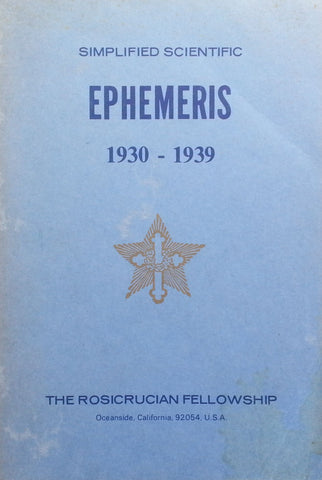 SIMPLIFIED SCIENTIFIC
EPHEMERIS
1930 - 1939
THE ROSICRUCIAN FELLOWSHIP
Oceanside, California, 92054, U.S.A.